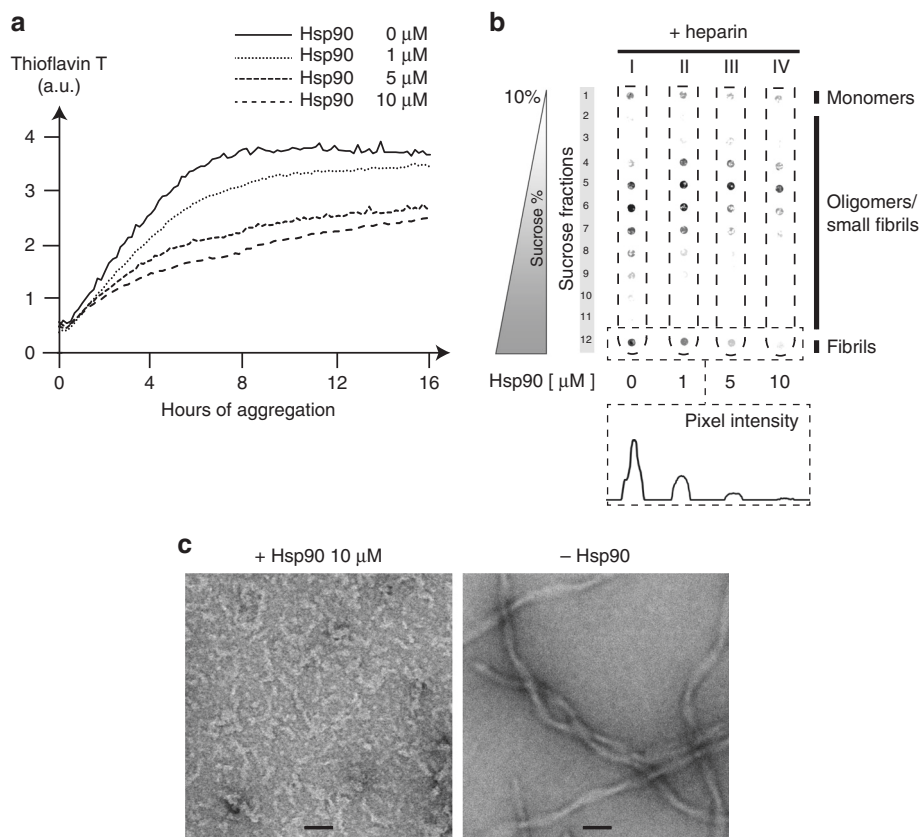 a
Thioflavin T
(a.u.)
Hsp90 0 μM
Hsp90 1 μM
Hsp90 5 μM
Hsp90 10 μM
4
3
2
1
0
0 4 8 12 16
Hours of aggregation
b
+ heparin
I II III IV
10%
Sucrose %
Sucrose fractions
1
2
3
4
5
6
7
8
9
10
11
12
Monomers
Oligomers/
small fibrils
Fibrils
Hsp90 [ μM ] 0 1 5 10
Pixel intensity
c
+ Hsp90 10 μM
– Hsp90